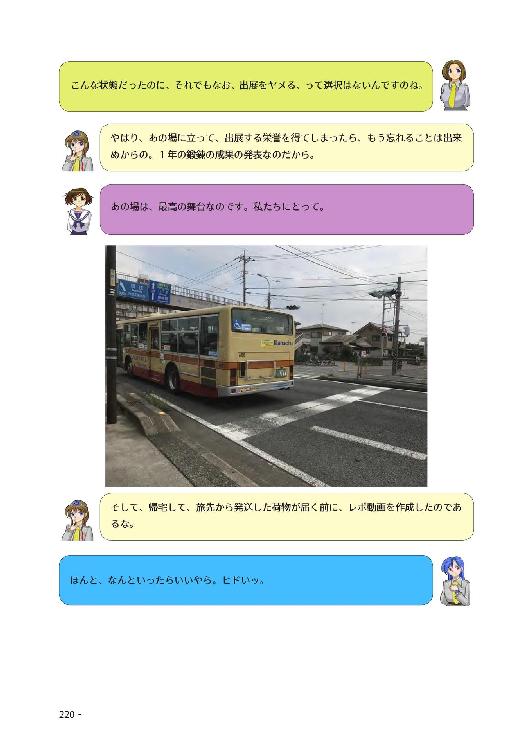 こんな状態だったのに、それでもなお、出展をヤメる、って選択はないんですのね。
やはり、あの場に立って、出展する栄誉を得てしまったら、もう忘れることは出来
ぬからの。１年の鍛錬の成果の発表なのだから。
あの場は、最高の舞台なのです。私たちにとって。
そして、帰宅して、旅先から発送した荷物が届く前に、レポ動画を作成したのであ
るな。
ほんと、なんといったらいいやら。ヒドいッ。
220 -